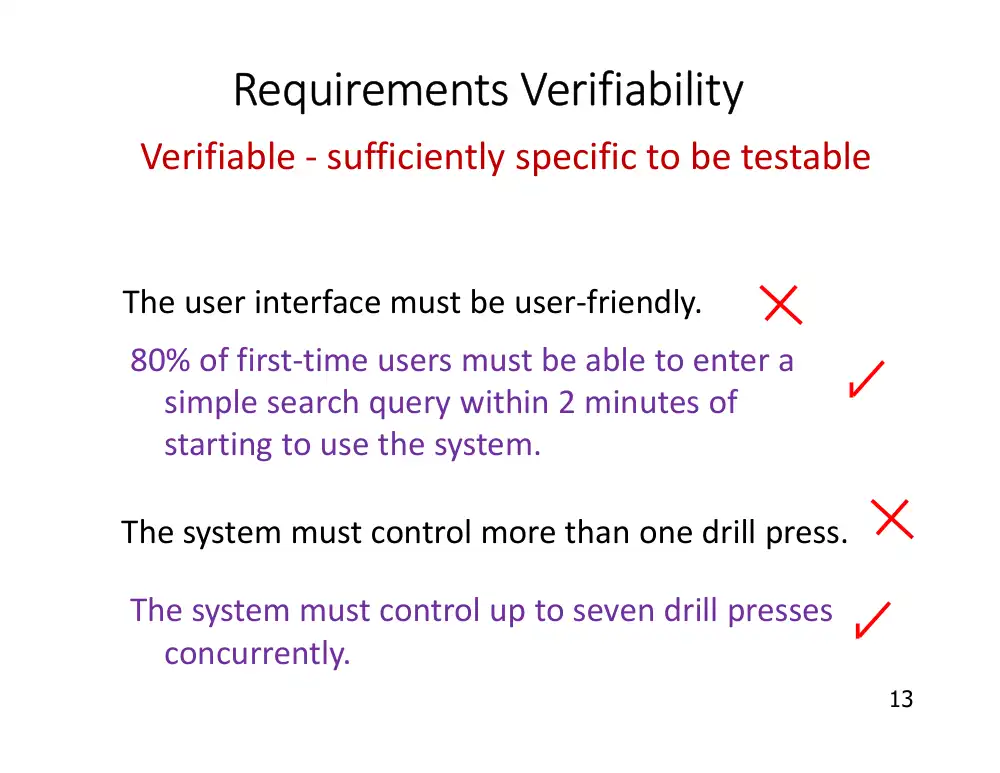 Requirements Verifiability
Verifiable - sufficiently specific to be testable
The user interface must be user-friendly.
80% of first-time users must be able to enter a
simple search query within 2 minutes of
starting to use the system.
The system must control more than one drill press.
The system must control up to seven drill presses
concurrently.
13